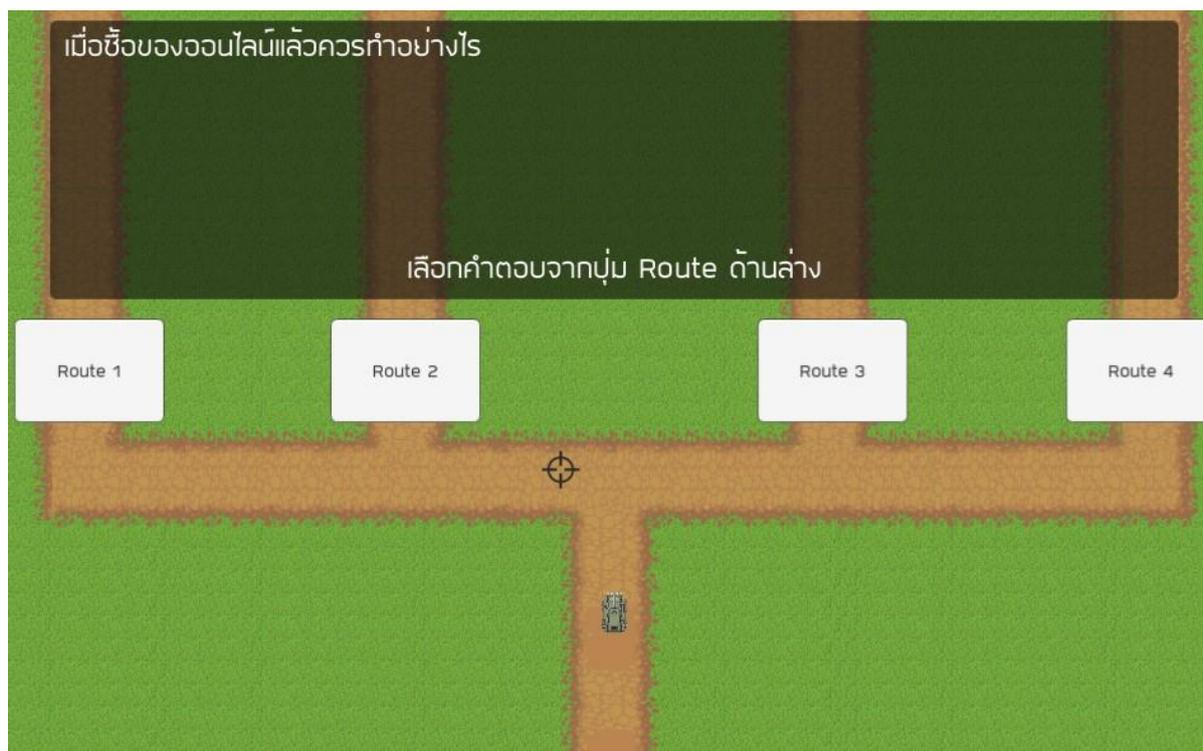 เมื่อซื้อของออนไลน์แล้วควรทำอย่างไร
เลือกคำตอบจากปุ่ม Route ด้านล่าง
Route 1
Route 2
Route 3
Route 4